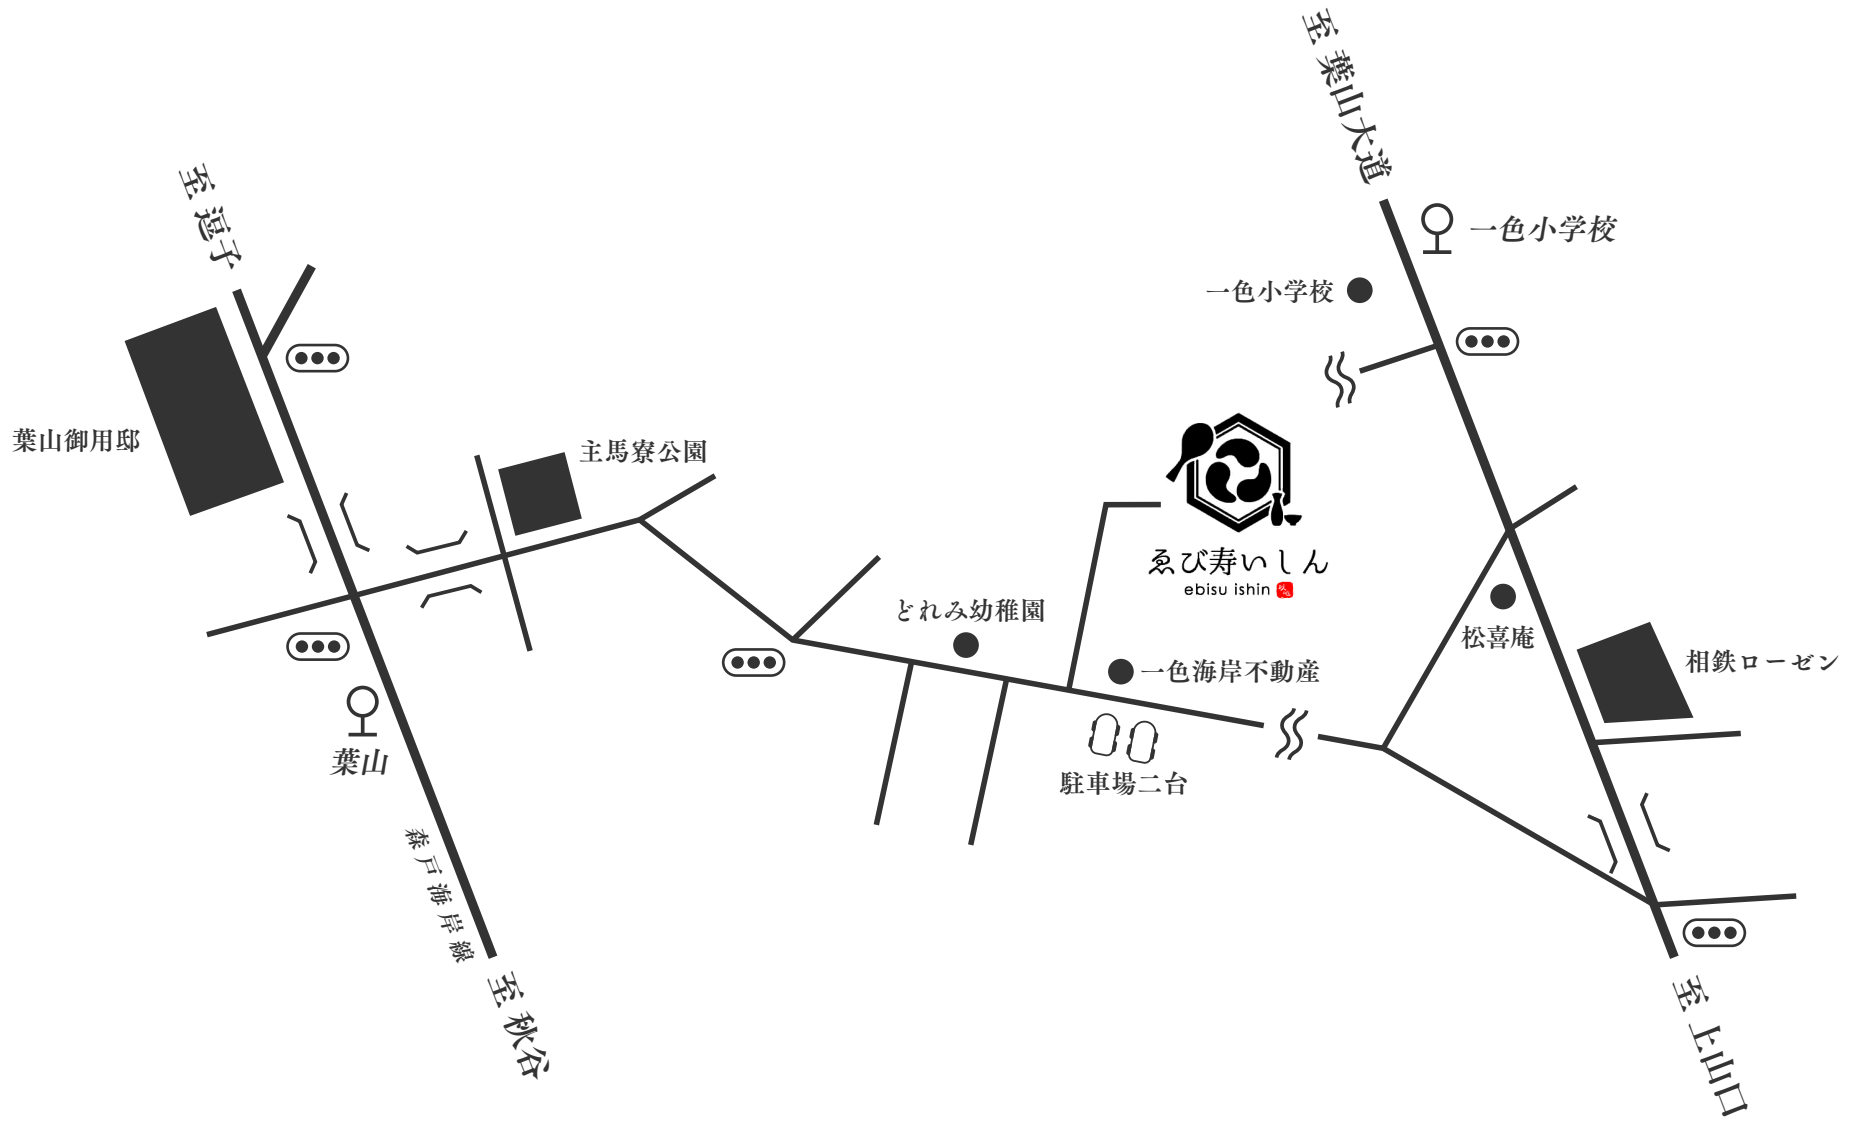 至 葉山大道
一色小学校
一色小学校
至 逗子
葉山御用邸
主馬寮公園
ゑび寿いしん
ebisu ishin
どれみ幼稚園
一色海岸不動産
駐車場二台
松喜庵
相鉄ローゼン
葉山
森戸海岸線
至 秋谷
至 上山口